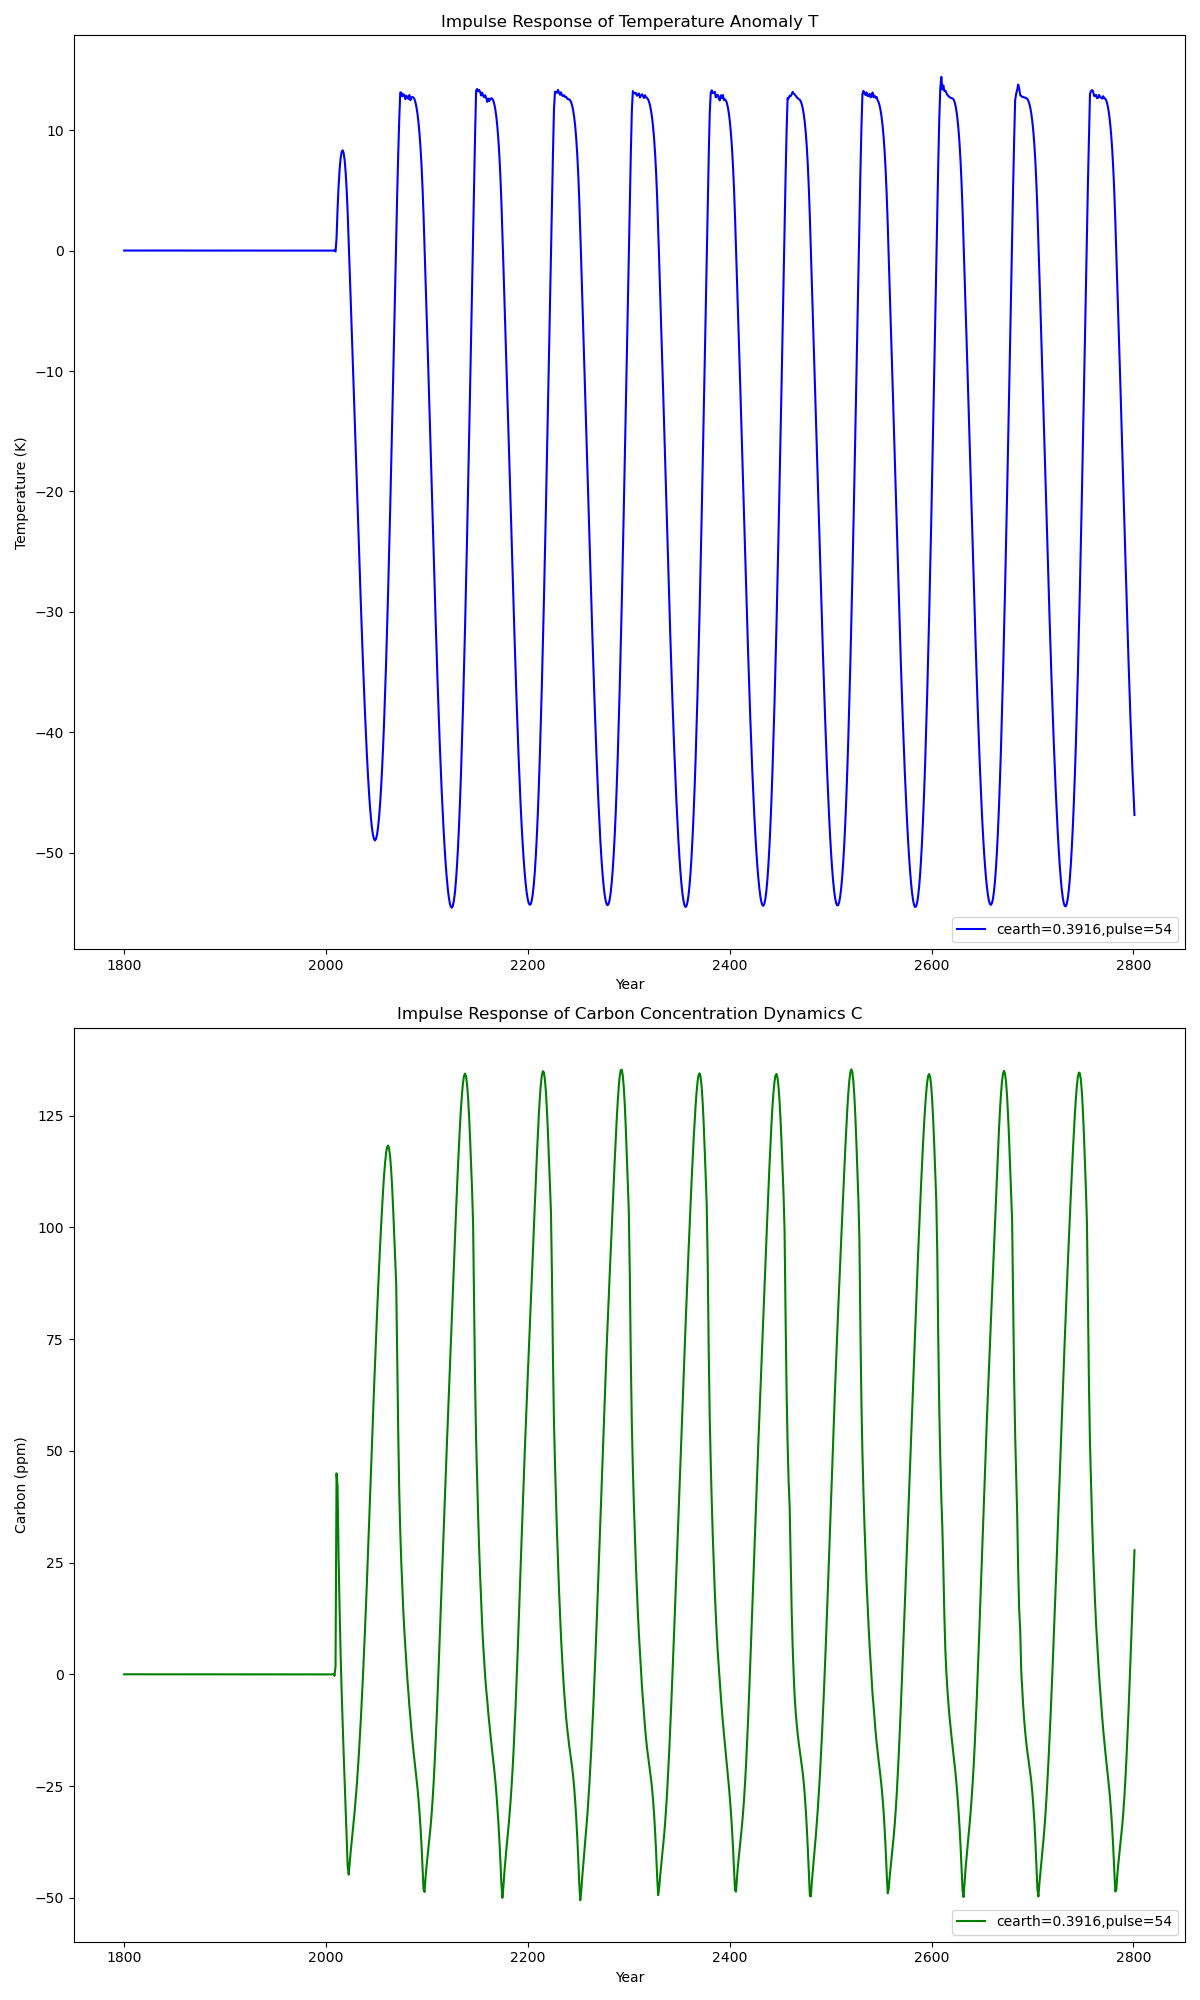 Impulse Response of Temperature Anomaly T
Temperature (K)
10
0
−10
−20
−30
−40
−50
cearth=0.3916,pulse=54
1800 2000 2200 2400 2600 2800
Year
Impulse Response of Carbon Concentration Dynamics C
Carbon (ppm)
125
100
75
50
25
0
−25
−50
cearth=0.3916,pulse=54
1800 2000 2200 2400 2600 2800
Year